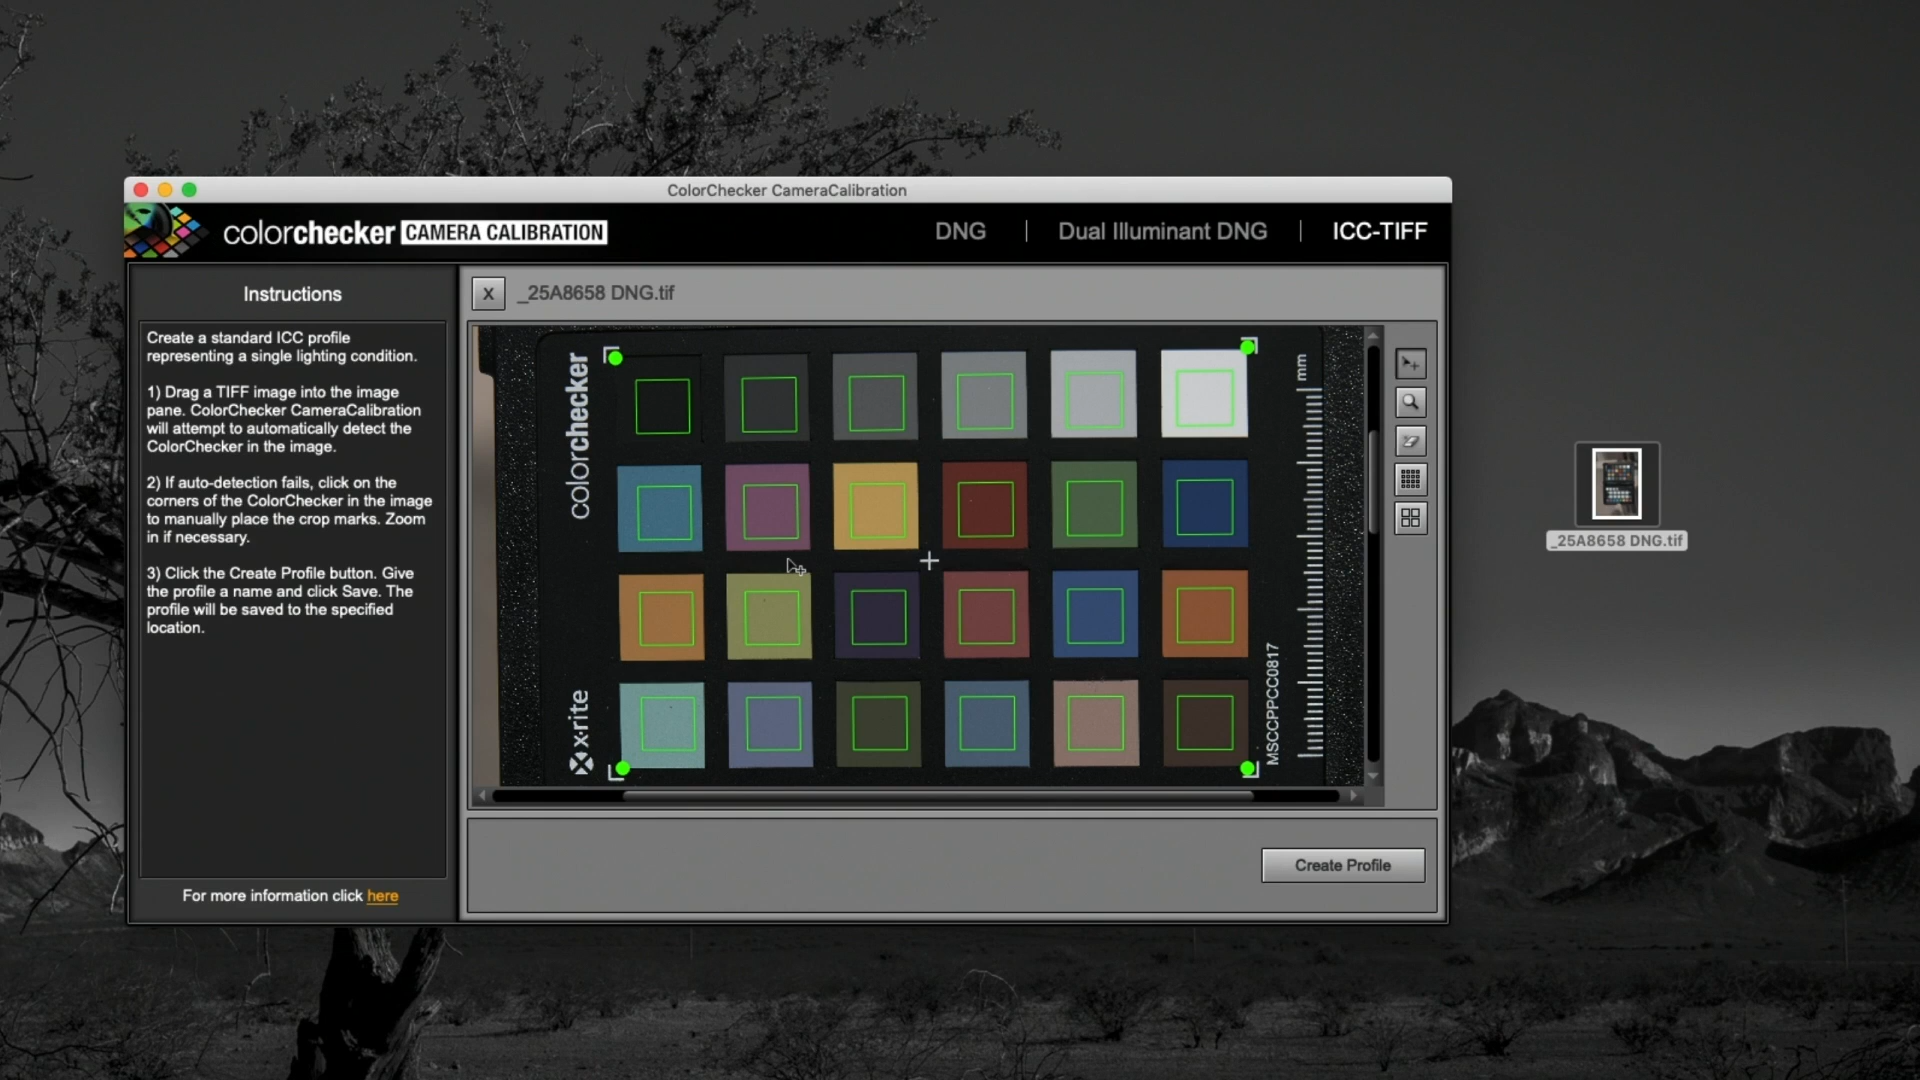 ColorChecker CameraCalibration
colorchecker CAMERA CALIBRATION
DNG | Dual Illuminant DNG | ICC-TIFF
Instructions
Create a standard ICC profile
representing a single lighting condition.
1) Drag a TIFF image into the image
pane. ColorChecker CameraCalibration
will attempt to automatically detect the
ColorChecker in the image.
2) If auto-detection fails, click on the
corners of the ColorChecker in the image
to manually place the crop marks. Zoom
in if necessary.
3) Click the Create Profile button. Give
the profile a name and click Save. The
profile will be saved to the specified
location.
For more information click here
X _25A8658 DNG.tif
colorchecker
x·rite
mm
MSCCPPCC0817
Create Profile
_25A8658 DNG.tif